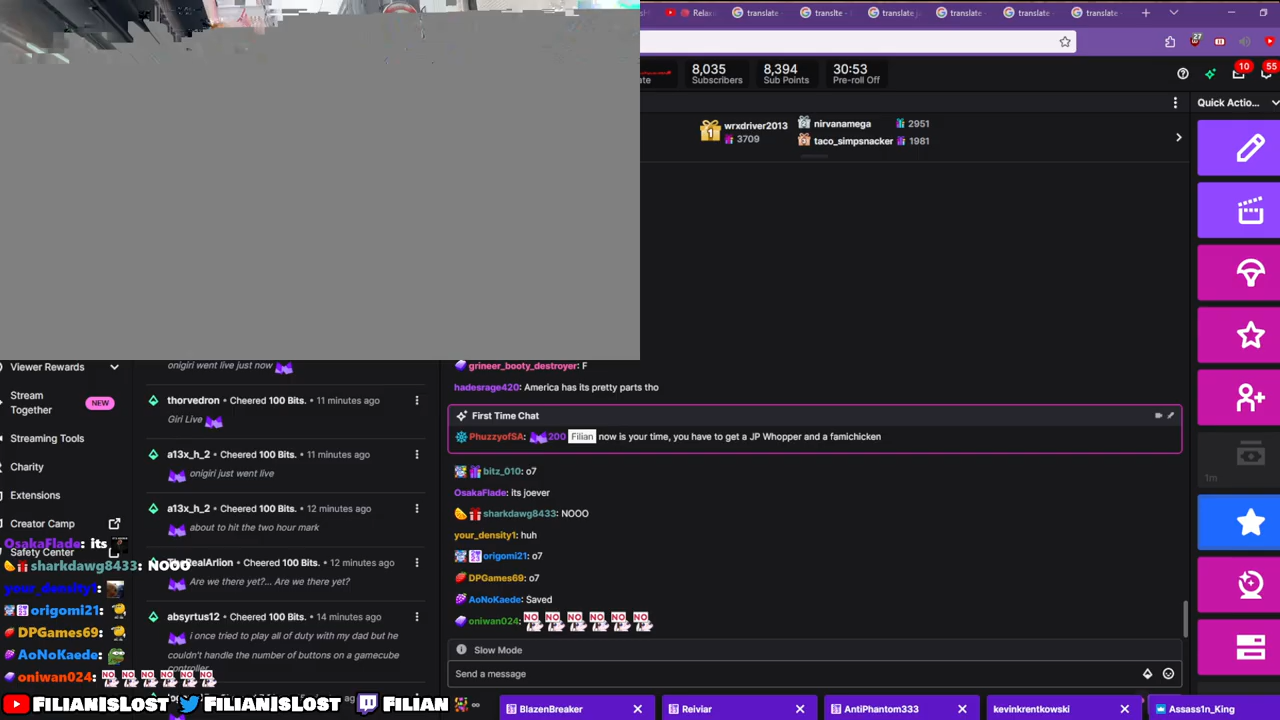 Relaxi
translate
translte -
translate j
translate
translate
translate
27
8,035
Subscribers
8,394
Sub Points
30:53
Pre-roll Off
10
55
Quick Actio...
wrxdriver2013
3709
nirvanamega 2951
taco_simpsnacker 1981
1m
Viewer Rewards
Stream Together NEW
Streaming Tools
Charity
Extensions
Creator Camp
Safety Center
onigiri went live just now
thorvedron • Cheered 100 Bits. • 11 minutes ago
Girl Live
a13x_h_2 • Cheered 100 Bits. • 11 minutes ago
onigiri just went live
a13x_h_2 • Cheered 100 Bits. • 12 minutes ago
about to hit the two hour mark
TheRealArlion • Cheered 100 Bits. • 12 minutes ago
Are we there yet?... Are we there yet?
absyrtus12 • Cheered 100 Bits. • 14 minutes ago
i once tried to play all of duty with my dad but he
couldn't handle the number of buttons on a gamecube
controller
grineer_booty_destroyer: F
hadesrage420: America has its pretty parts tho
First Time Chat
PhuzzyofSA: 200 Filian now is your time, you have to get a JP Whopper and a famichicken
bitz_010: o7
OsakaFlade: its joever
sharkdawg8433: NOOO
your_density1: huh
origomi21: o7
DPGames69: o7
AoNoKaede: Saved
oniwan024: NO NO NO NO NO NO
Slow Mode
Send a message
OsakaFlade: its
sharkdawg8433: NOOO
your_density1:
origomi21:
DPGames69:
AoNoKaede:
oniwan024: NO NO NO NO NO NO
FilianIsLost FilianIsLost Filian
BlazenBreaker
Reiviar
AntiPhantom333
kevinkrentkowski
Assass1n_King